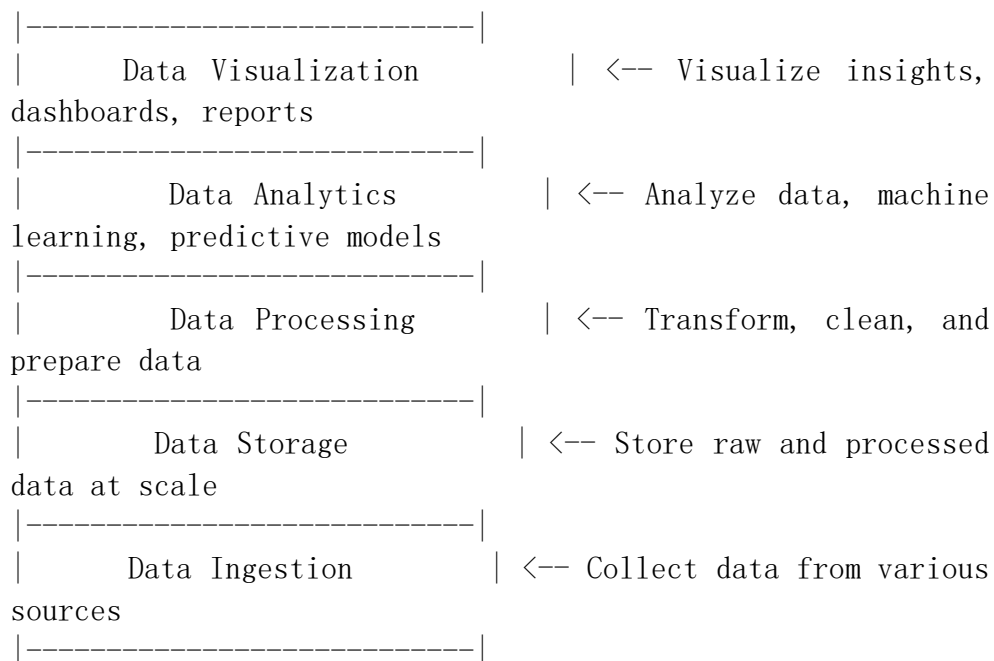 |----------------------------|
|      Data Visualization        | <-- Visualize insights,
dashboards, reports
|----------------------------|
|        Data Analytics        | <-- Analyze data, machine
learning, predictive models
|----------------------------|
|        Data Processing       | <-- Transform, clean, and
prepare data
|----------------------------|
|       Data Storage         | <-- Store raw and processed
data at scale
|----------------------------|
|      Data Ingestion        | <-- Collect data from various
sources
|----------------------------|